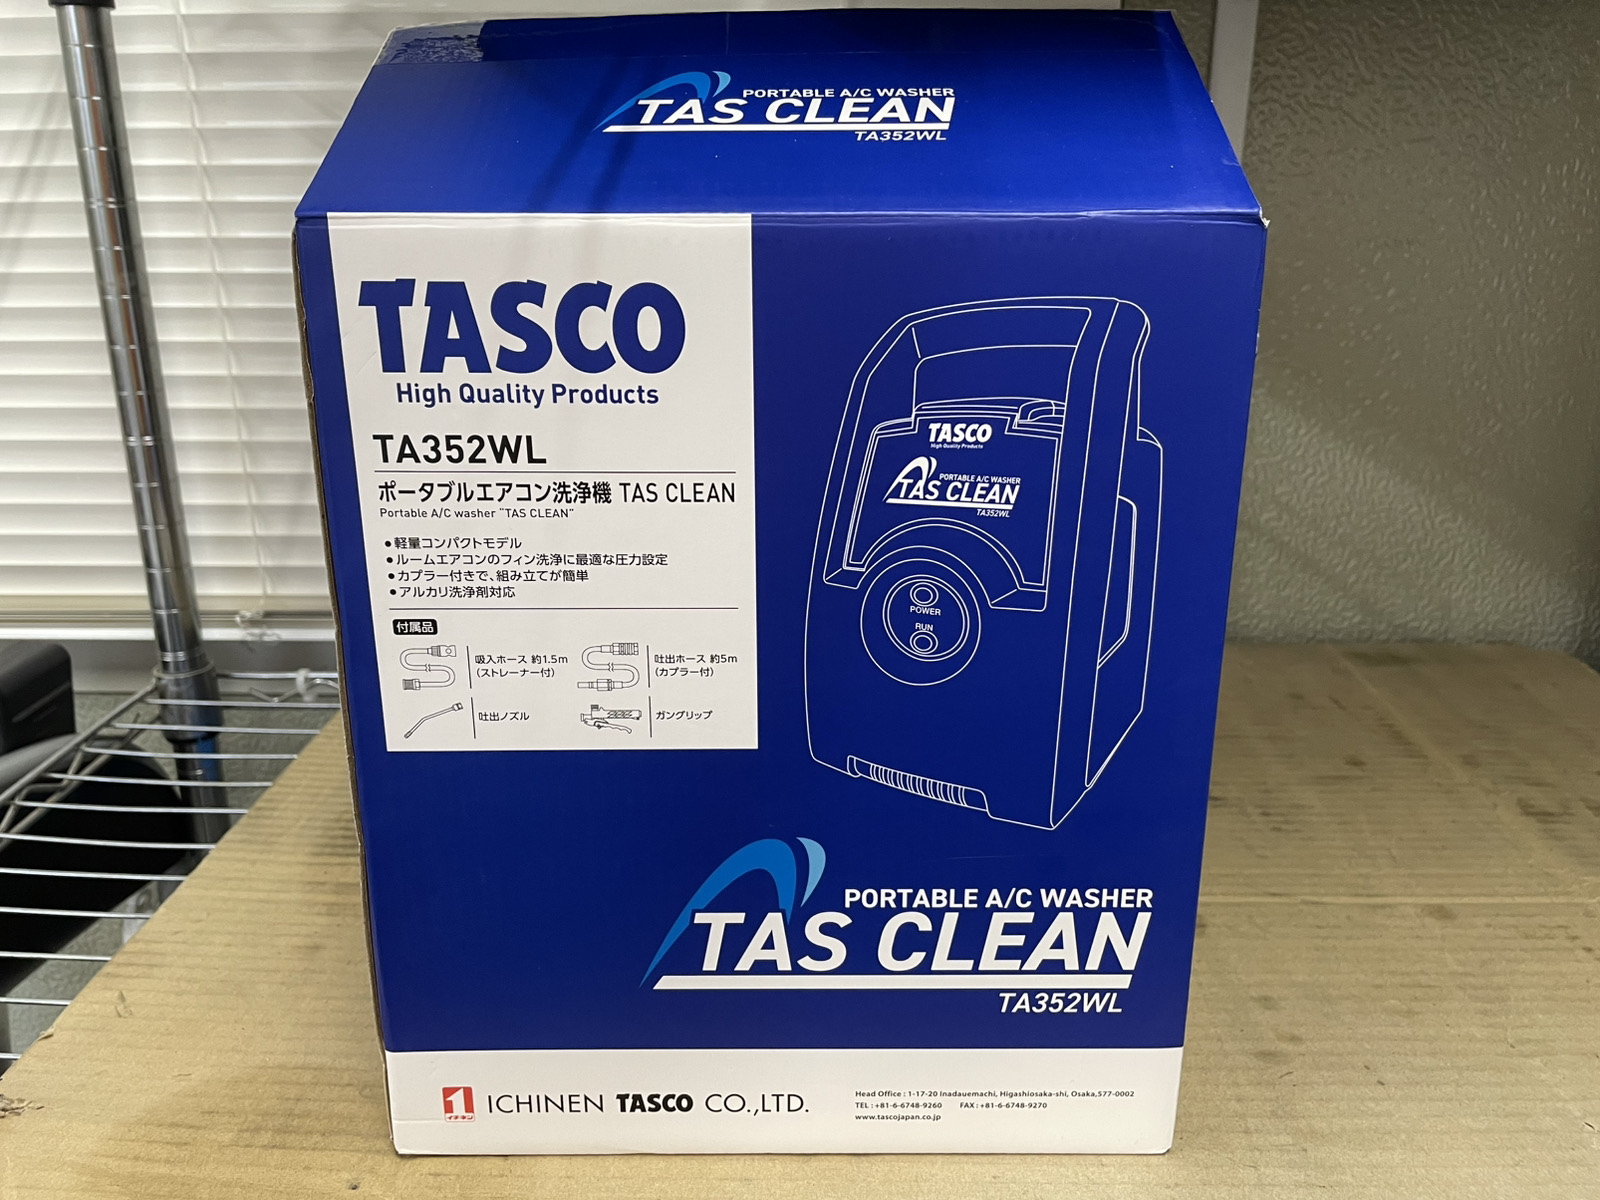 PORTABLE A/C WASHER
TAS CLEAN
TA352WL
TASCO
High Quality Products
TA352WL
ポータブルエアコン洗浄機 TAS CLEAN
Portable A/C washer "TAS CLEAN"
●軽量コンパクトモデル
●ルームエアコンのフィン洗浄に最適な圧力設定
●カプラー付きで、組み立てが簡単
●アルカリ洗浄剤対応
付属品
吸入ホース 約1.5m
(ストレーナー付)
吐出ホース 約5m
(カプラー付)
吐出ノズル
ガングリップ
TASCO
High Quality Products
PORTABLE A/C WASHER
TAS CLEAN
TA352WL
POWER
RUN
PORTABLE A/C WASHER
TAS CLEAN
TA352WL
1
イチネン
ICHINEN TASCO CO.,LTD.
Head Office : 1-17-20 Inadauemachi, Higashiosaka-shi, Osaka,577-0002
TEL : +81-6-6748-9260 FAX : +81-6-6748-9270
www.tascojapan.co.jp